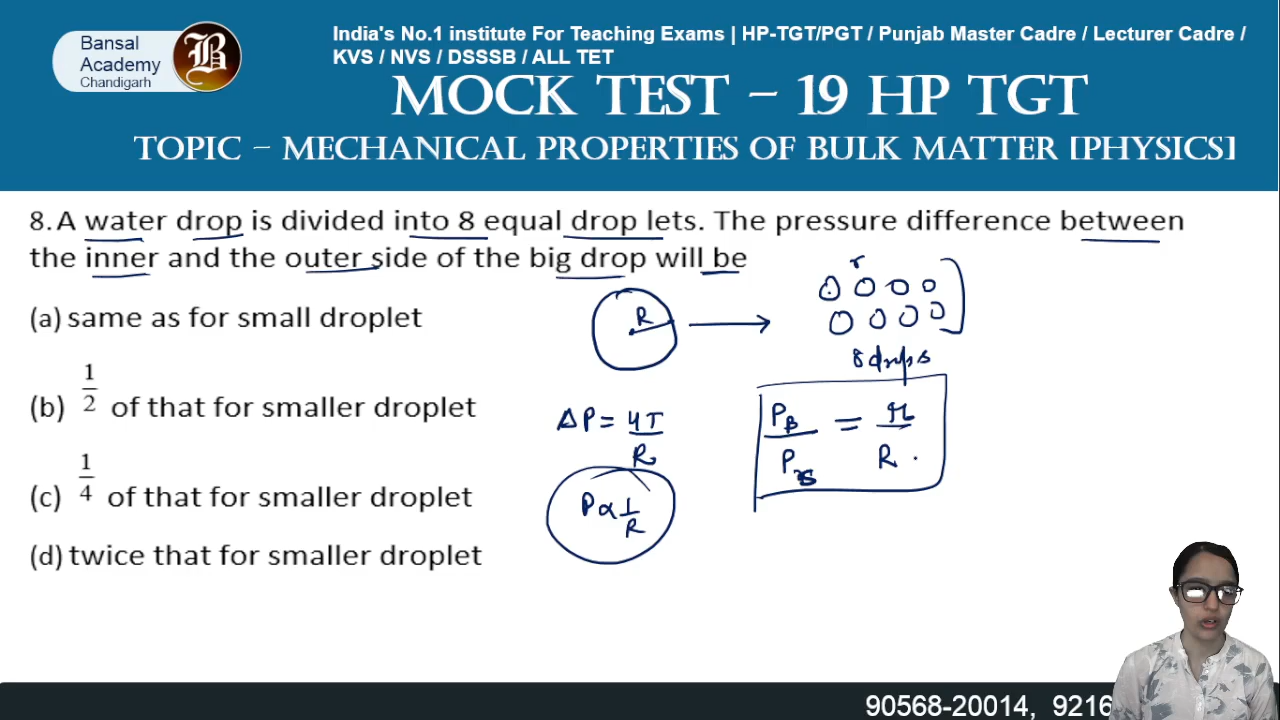 Bansal
Academy
Chandigarh
B
India's No.1 institute For Teaching Exams | HP-TGT/PGT / Punjab Master Cadre / Lecturer Cadre /
KVS / NVS / DSSSB / ALL TET
MOCK TEST – 19 HP TGT
TOPIC – MECHANICAL PROPERTIES OF BULK MATTER [PHYSICS]
8. A water drop is divided into 8 equal drop lets. The pressure difference between
the inner and the outer side of the big drop will be
(a) same as for small droplet
(b) 1/2 of that for smaller droplet
(c) 1/4 of that for smaller droplet
(d) twice that for smaller droplet
R
r
8 drops
ΔP = 4T/R
P ∝ 1/R
P_B/P_S = r/R
90568-20014, 9216